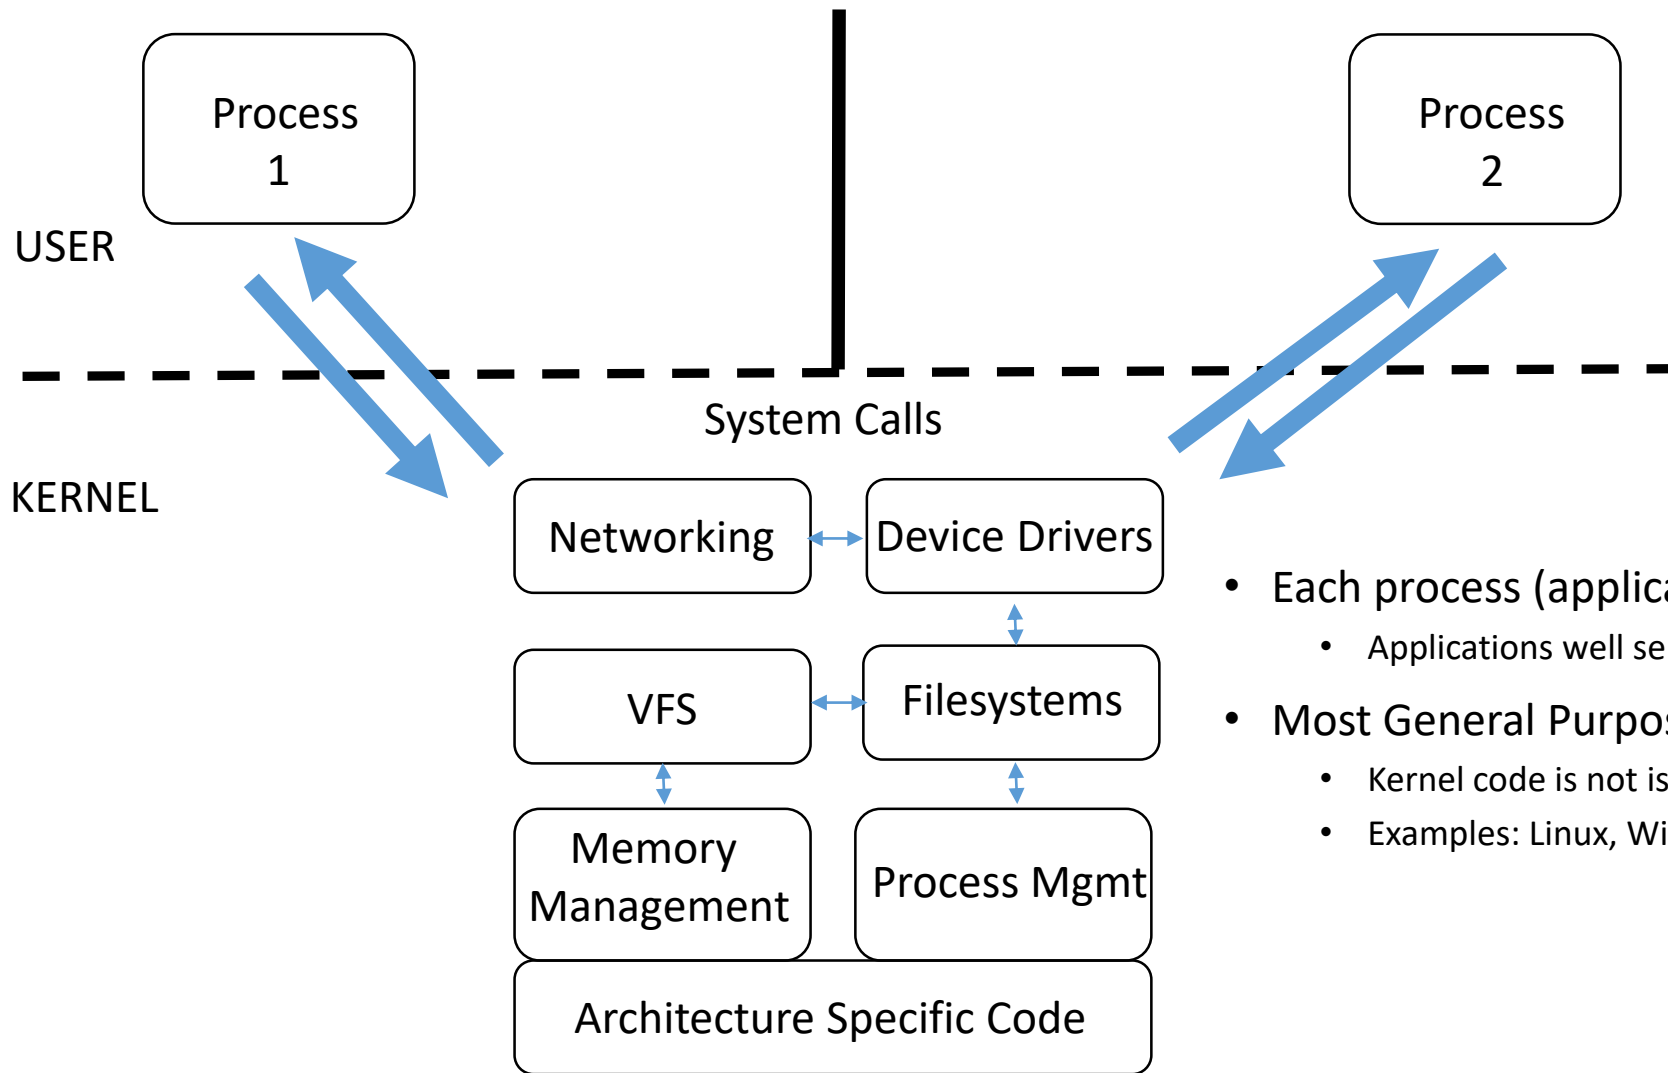 Process
1
Process
2
USER
System Calls
KERNEL
Networking
Device Drivers
VFS
Filesystems
Memory
Management
Process Mgmt
Architecture Specific Code
• Each process (applica
• Applications well se
• Most General Purpos
• Kernel code is not is
• Examples: Linux, Wi